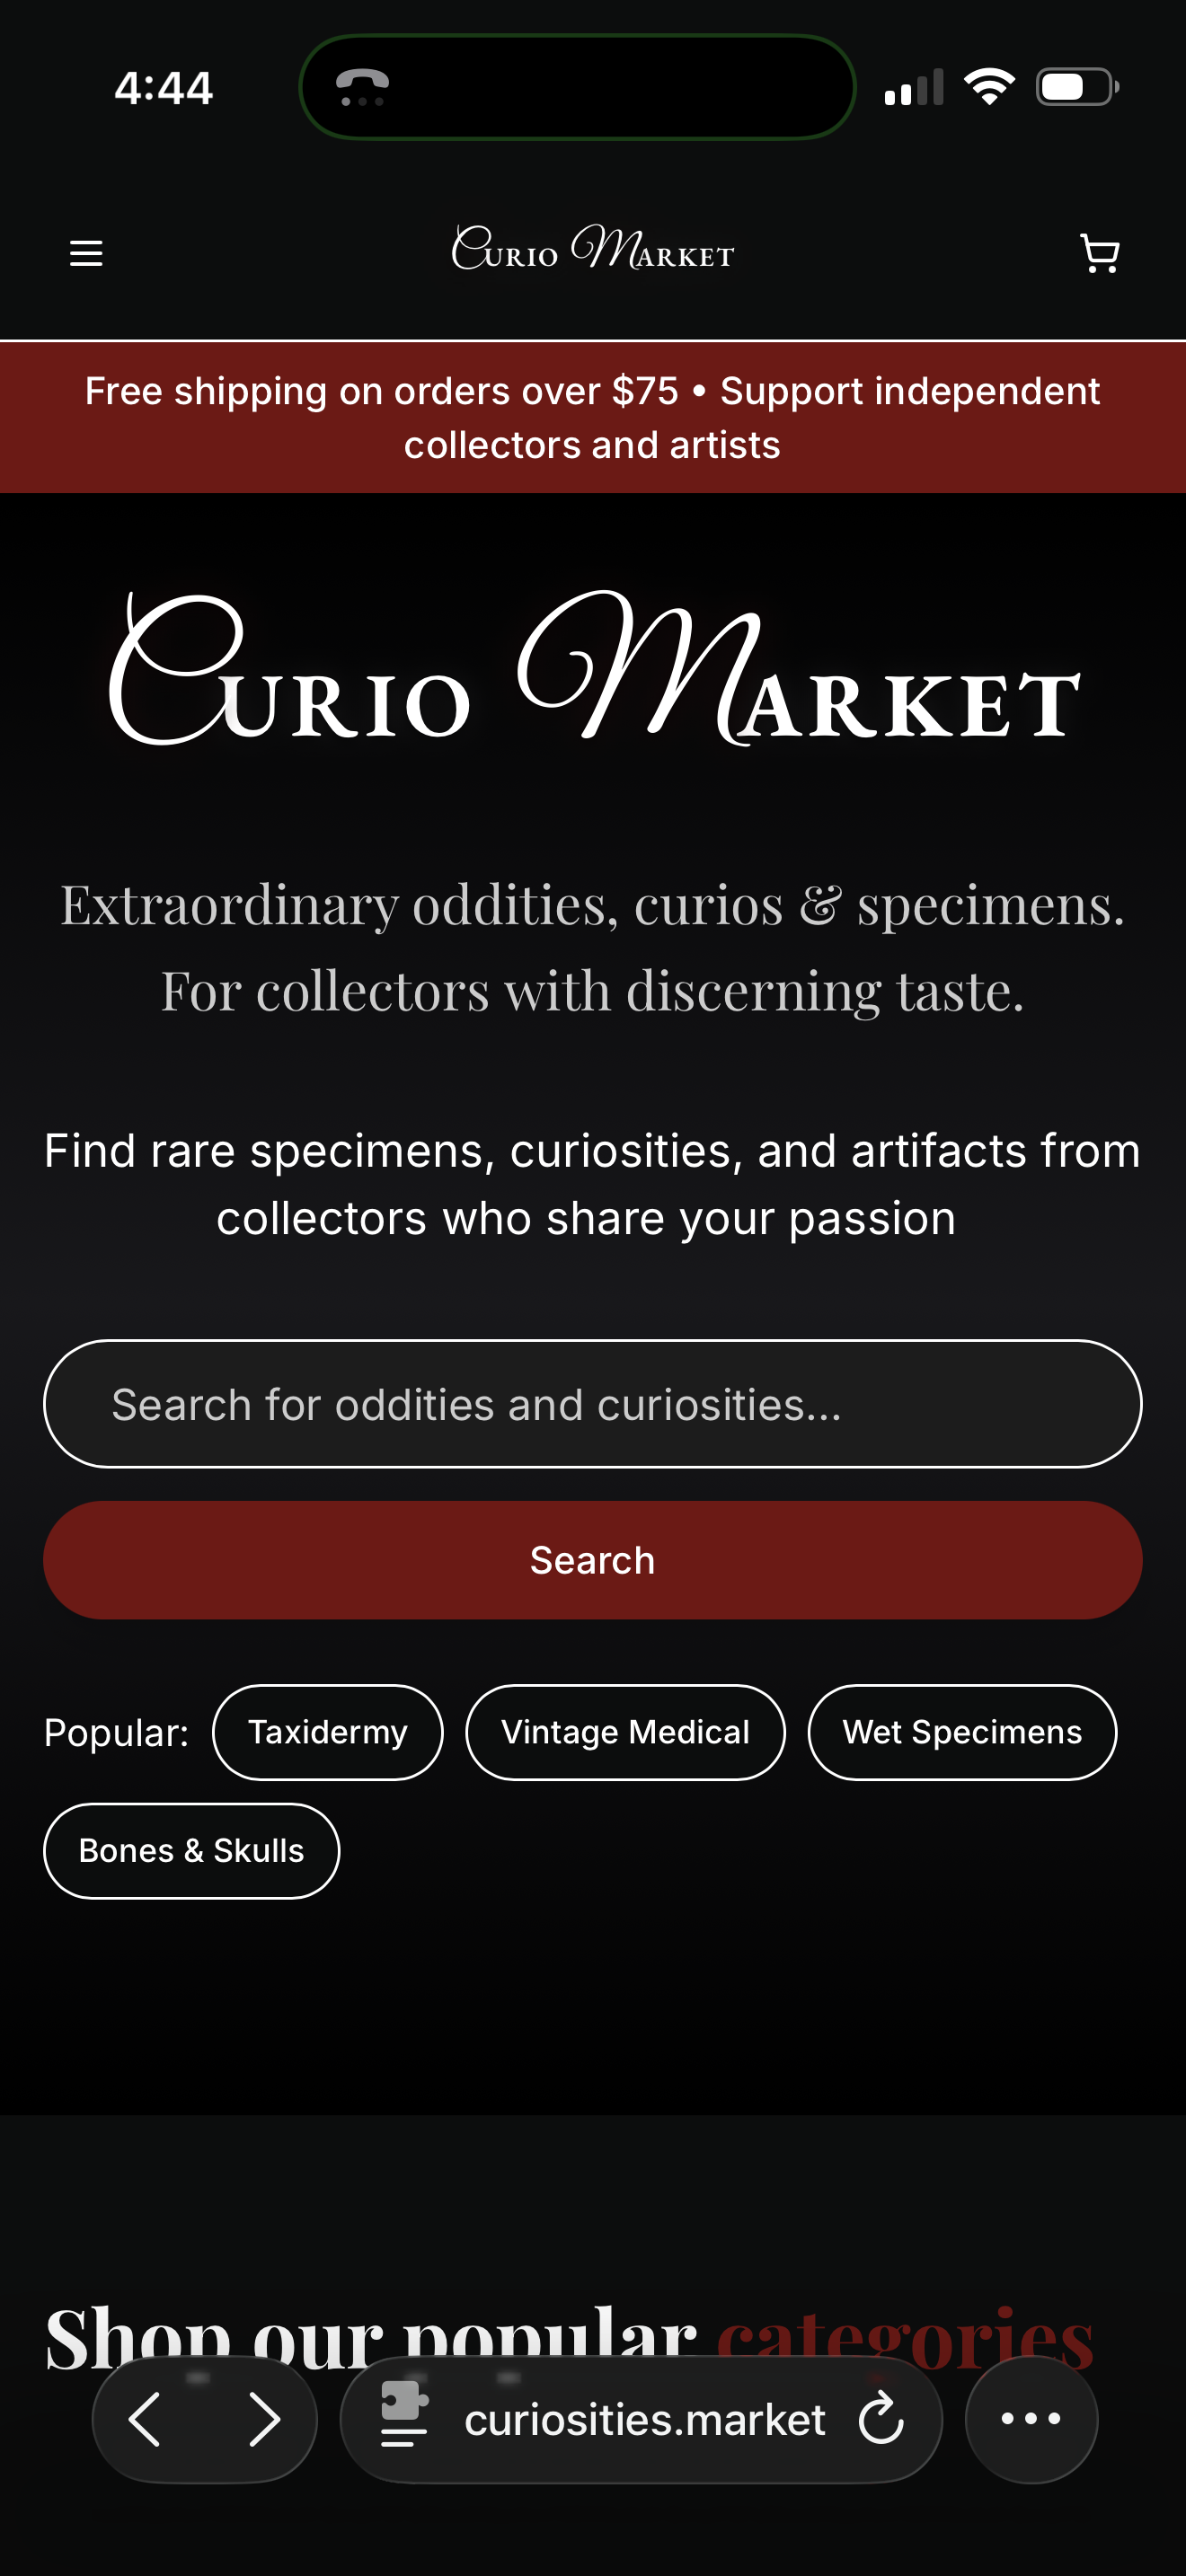 4:44
Curio Market
Free shipping on orders over $75 • Support independent
collectors and artists
Curio Market
Extraordinary oddities, curios & specimens.
For collectors with discerning taste.
Find rare specimens, curiosities, and artifacts from
collectors who share your passion
Search for oddities and curiosities...
Search
Popular: Taxidermy Vintage Medical Wet Specimens
Bones & Skulls
Shop our popular categories
curiosities.market